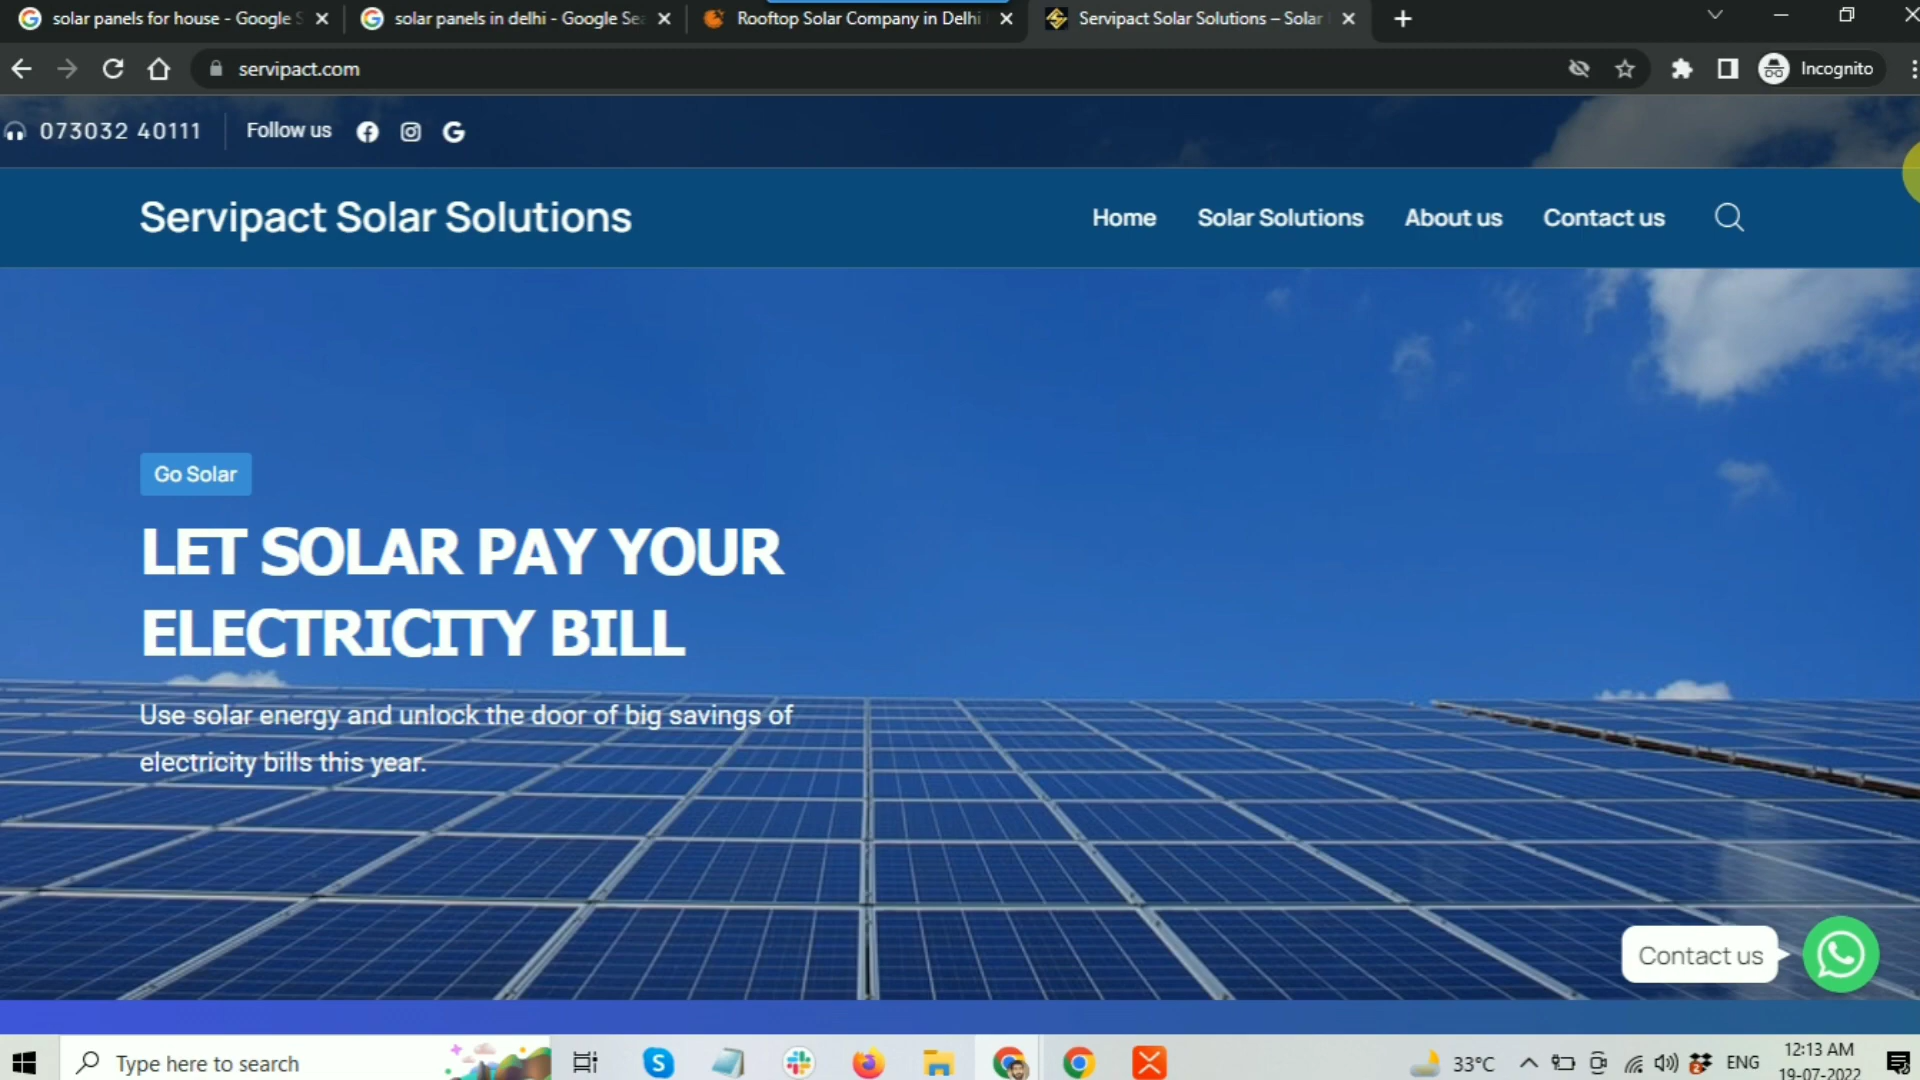 solar panels for house - Google S
solar panels in delhi - Google Sea
Rooftop Solar Company in Delhi
Servipact Solar Solutions – Solar
servipact.com
Incognito
073032 40111
Follow us
Servipact Solar Solutions
Home
Solar Solutions
About us
Contact us
Go Solar
LET SOLAR PAY YOUR
ELECTRICITY BILL
Use solar energy and unlock the door of big savings of
electricity bills this year.
Contact us
Type here to search
33°C
ENG
12:13 AM
19-07-2022